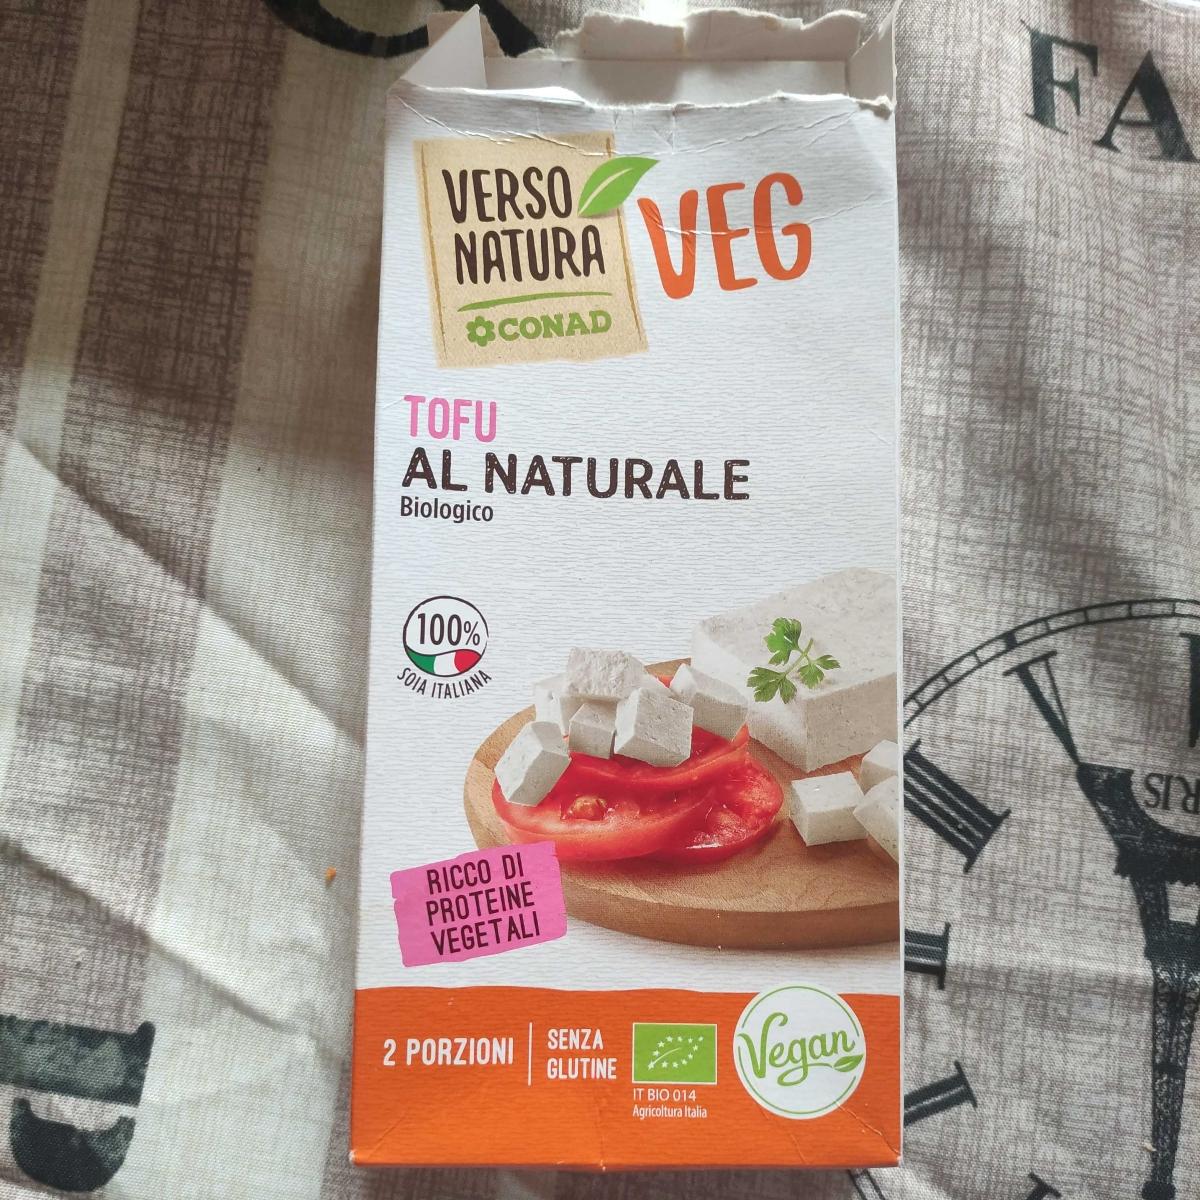 VERSO
NATURA
CONAD
VEG
TOFU
AL NATURALE
Biologico
100%
SOIA ITALIANA
RICCO DI
PROTEINE
VEGETALI
2 PORZIONI
SENZA
GLUTINE
IT BIO 014
Agricoltura Italia
Vegan
FA